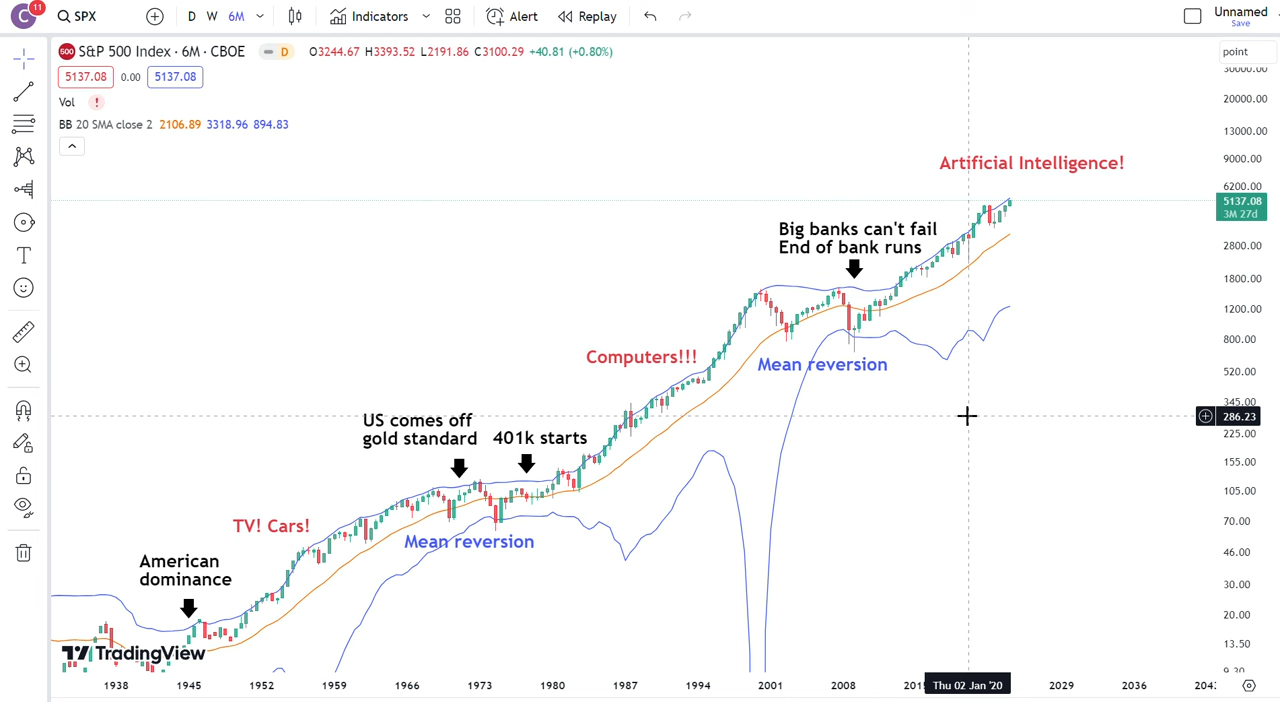 C 11 SPX D W 6M Indicators Alert Replay Unnamed
Save
S&P 500 Index · 6M · CBOE D O3244.67 H3393.52 L2191.86 C3100.29 +40.81 (+0.80%)
point
5137.08 0.00 5137.08
Vol !
BB 20 SMA close 2 2106.89 3318.96 894.83
30000.00
20000.00
13000.00
9000.00
6200.00
5137.08
3M 27d
2800.00
1800.00
1200.00
800.00
520.00
345.00
286.23
225.00
155.00
105.00
70.00
46.00
30.00
20.00
13.50
9.30
Artificial Intelligence!
Big banks can't fail
End of bank runs
Mean reversion
Computers!!!
US comes off
gold standard
401k starts
Mean reversion
TV! Cars!
American
dominance
TradingView
1938 1945 1952 1959 1966 1973 1980 1987 1994 2001 2008 Thu 02 Jan '20 2029 2036